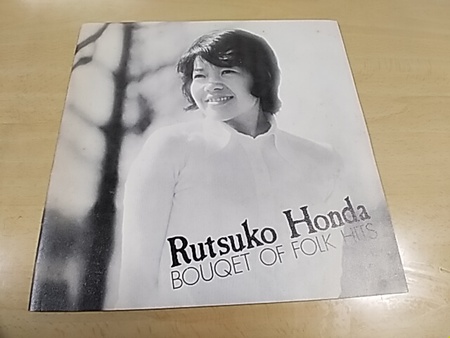 Rutsuko Honda
BOUQET OF FOLK HITS